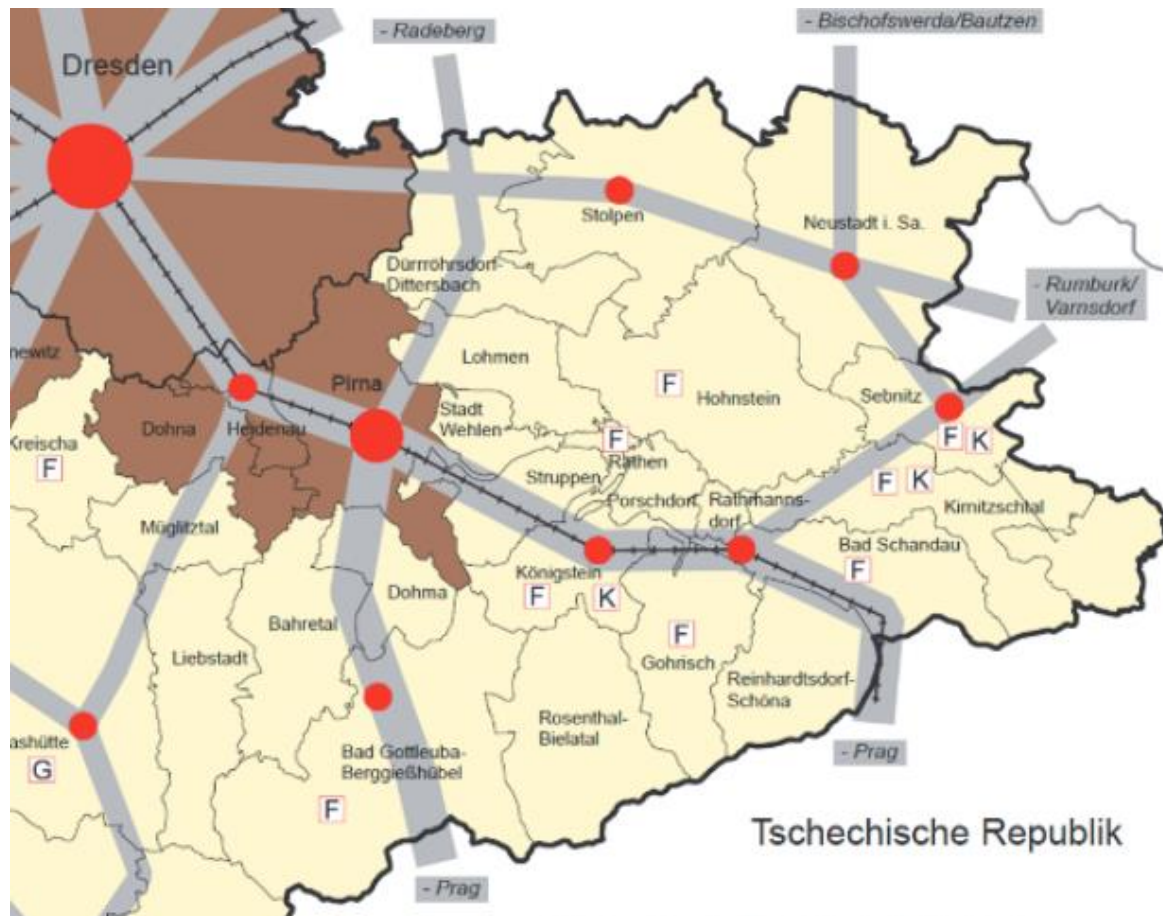 - Bischofswerda/Bautzen
- Radeberg
Dresden
Stolpen
Neustadt i. Sa.
Dürrröhrsdorf-
Dittersbach
- Rumburk/
Varnsdorf
newitz
Lohmen
Pirna
F
Hohnstein
Sebnitz
Stadt
Wehlen
Dohna
Heidenau
Kreischa
F
F
Rathen
F
K
Struppen
Porschdorf
Rathmanns-
dorf
F
K
Kirnitzschtal
Müglitztal
Bad Schandau
F
Königstein
F
K
Dohma
Bahretal
Liebstadt
F
Gohrisch
Reinhardtsdorf-
Schöna
Rosenthal-
Bielatal
ashütte
G
Bad Gottleuba-
Berggießhübel
F
- Prag
Tschechische Republik
- Prag